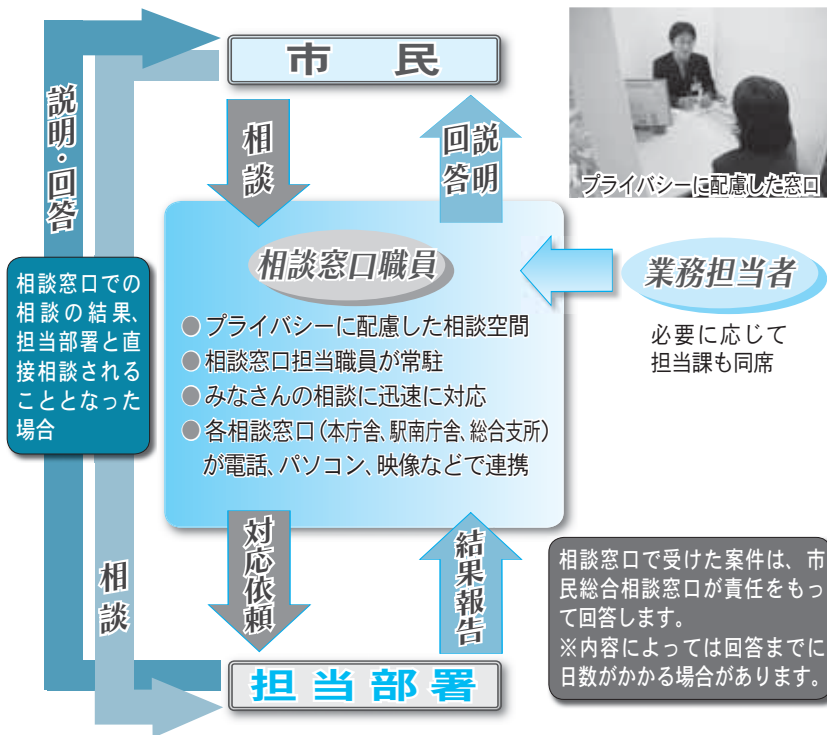 市民
説明・回答
相談
説明
回答
プライバシーに配慮した窓口
相談窓口職員
業務担当者
必要に応じて
担当課も同席
●プライバシーに配慮した相談空間
●相談窓口担当職員が常駐
●みなさんの相談に迅速に対応
●各相談窓口(本庁舎、駅南庁舎、総合支所)
が電話、パソコン、映像などで連携
相談窓口での
相談の結果、
担当部署と直
接相談される
こととなった
場合
相談
対応依頼
結果報告
相談窓口で受けた案件は、市
民総合相談窓口が責任をもっ
て回答します。
※内容によっては回答までに
日数がかかる場合があります。
担当部署